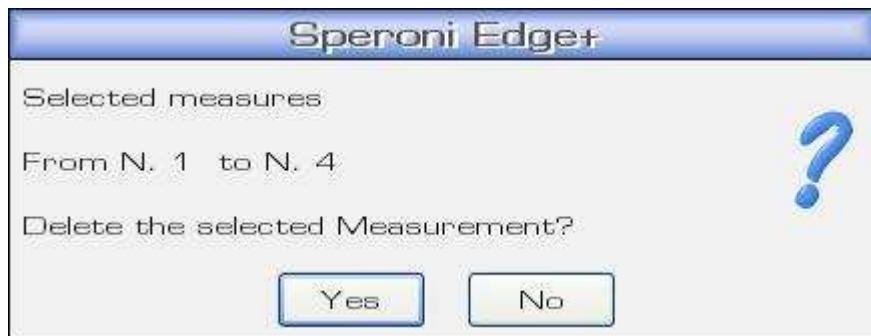 Speroni Edge+
Selected measures
From N. 1 to N. 4
Delete the selected Measurement?
Yes No